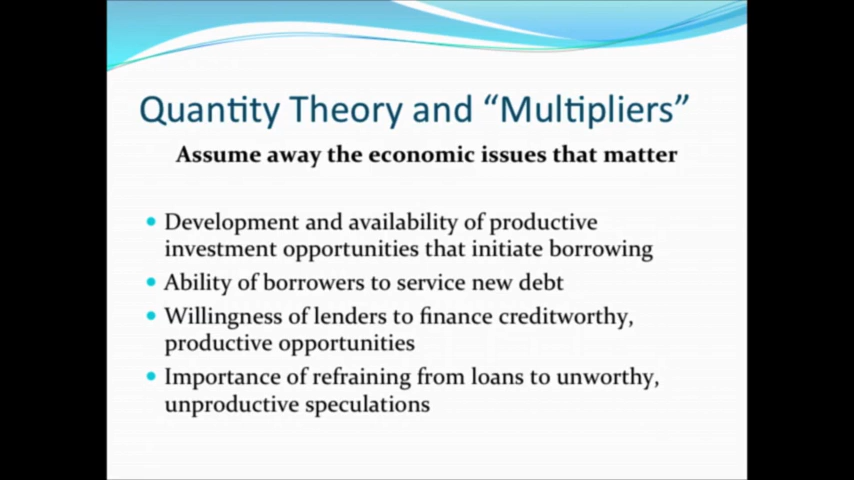 Quantity Theory and “Multipliers”
Assume away the economic issues that matter
• Development and availability of productive
investment opportunities that initiate borrowing
• Ability of borrowers to service new debt
• Willingness of lenders to finance creditworthy,
productive opportunities
• Importance of refraining from loans to unworthy,
unproductive speculations